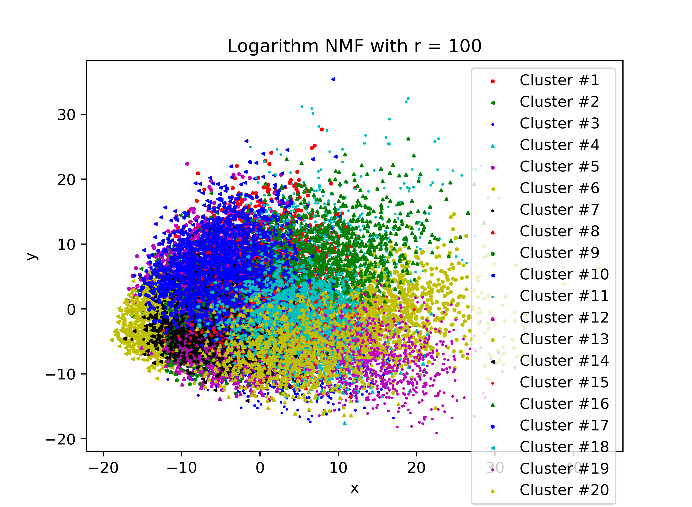 Logarithm NMF with r = 100
y
30
20
10
0
−10
−20
−20
−10
0
10
20
30
40
x
Cluster #1
Cluster #2
Cluster #3
Cluster #4
Cluster #5
Cluster #6
Cluster #7
Cluster #8
Cluster #9
Cluster #10
Cluster #11
Cluster #12
Cluster #13
Cluster #14
Cluster #15
Cluster #16
Cluster #17
Cluster #18
Cluster #19
Cluster #20